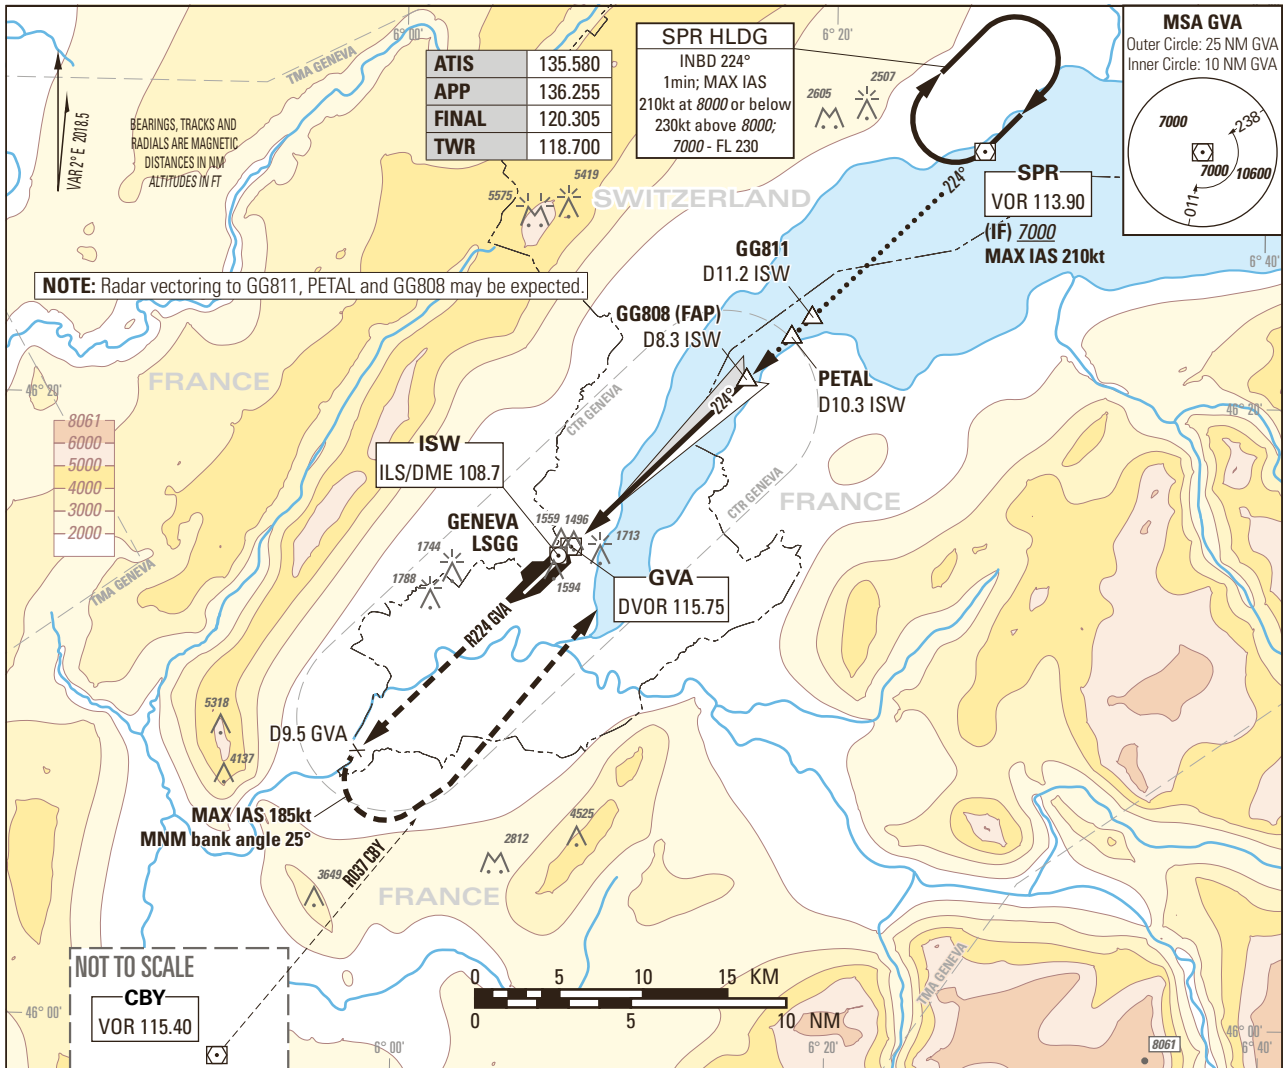 6° 00'
6° 20'
TMA GENEVA
VAR 2° E 2018.5
BEARINGS, TRACKS AND
RADIALS ARE MAGNETIC
DISTANCES IN NM
ALTITUDES IN FT
ATIS 135.580
APP 136.255
FINAL 120.305
TWR 118.700
SPR HLDG
INBD 224°
1min; MAX IAS
210kt at 8000 or below
230kt above 8000;
7000 - FL 230
2605
2507
MSA GVA
Outer Circle: 25 NM GVA
Inner Circle: 10 NM GVA
7000
238
7000
10600
011
5575
5419
SWITZERLAND
224°
SPR
VOR 113.90
(IF) 7000
MAX IAS 210kt
6° 40'
GG811
D11.2 ISW
NOTE: Radar vectoring to GG811, PETAL and GG808 may be expected.
GG808 (FAP)
D8.3 ISW
PETAL
D10.3 ISW
224°
FRANCE
46° 20'
46° 20'
CTR GENEVA
8061
6000
5000
4000
3000
2000
ISW
ILS/DME 108.7
CTR GENEVA
FRANCE
GENEVA
LSGG
1559
1496
1713
1744
1788
1594
GVA
DVOR 115.75
TMA GENEVA
R224 GVA
5318
D9.5 GVA
4137
MAX IAS 185kt
MNM bank angle 25°
4525
2812
3649
R037 CBY
FRANCE
NOT TO SCALE
CBY
VOR 115.40
0 5 10 15 KM
0 5 10 NM
TMA GENEVA
46° 00'
46° 00'
6° 00'
6° 20'
6° 40'
8061